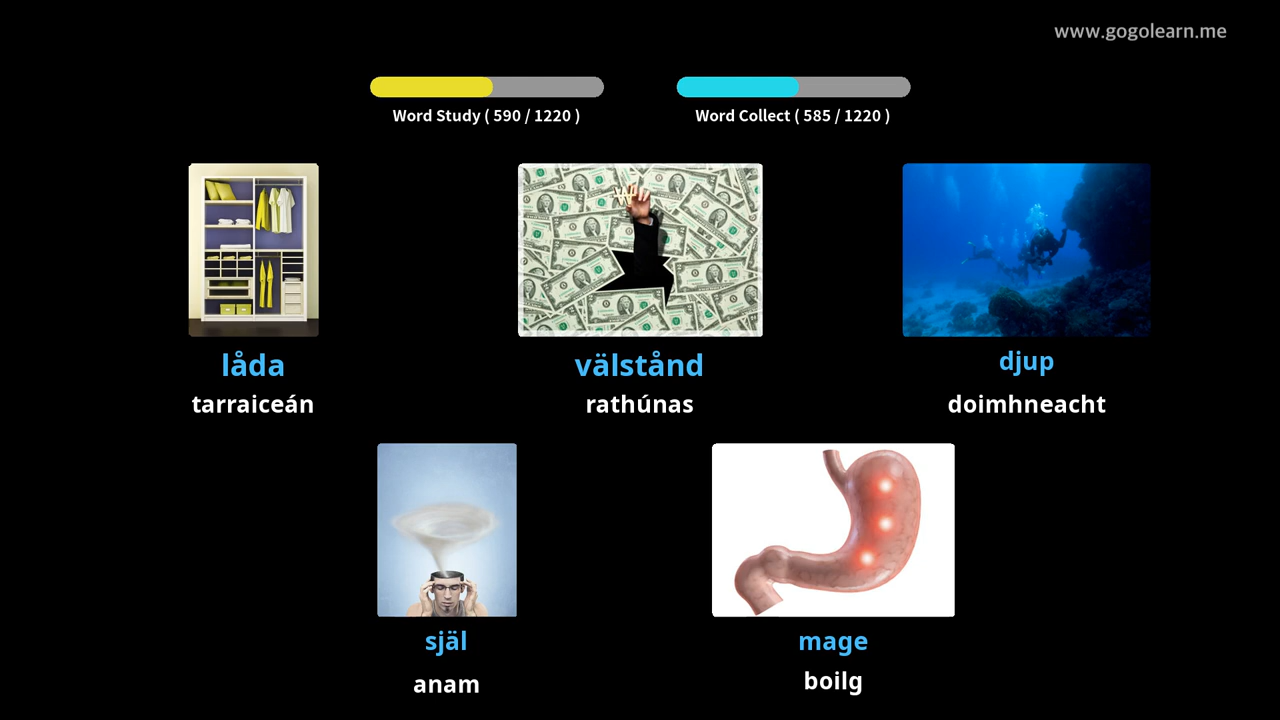 www.gogolearn.me
Word Study ( 590 / 1220 )
Word Collect ( 585 / 1220 )
låda
välstånd
djup
tarraiceán
rathúnas
doimhneacht
själ
mage
anam
boilg